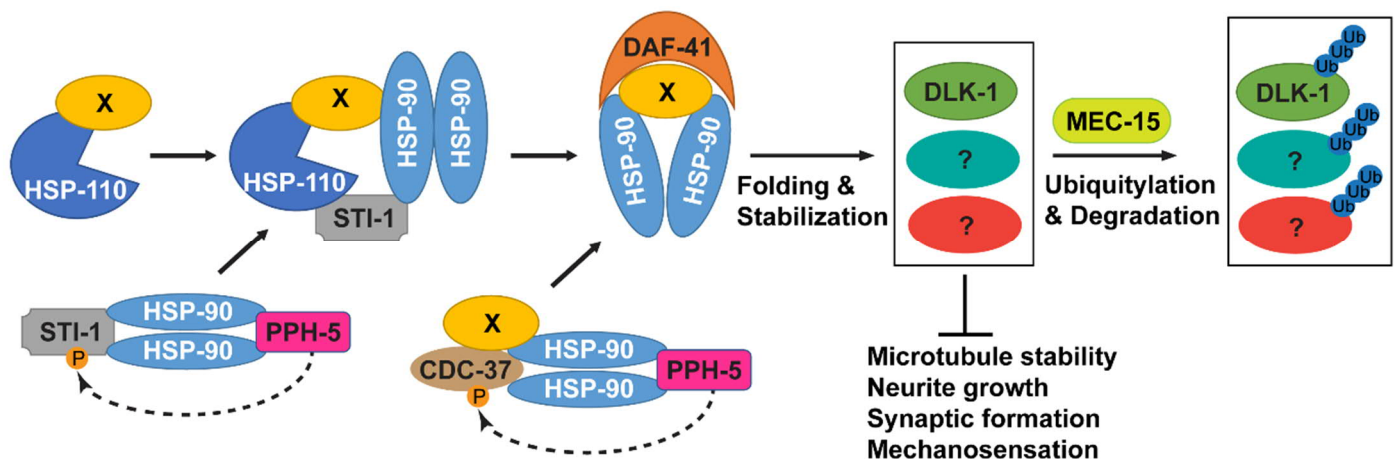 X
HSP-110
X
HSP-110
STI-1
HSP-90
HSP-90
DAF-41
X
HSP-90
HSP-90
Folding &
Stabilization
DLK-1
?
?
MEC-15
Ubiquitylation
& Degradation
DLK-1
Ub
Ub
Ub
?
Ub
Ub
Ub
?
Ub
Ub
Ub
STI-1
P
HSP-90
HSP-90
PPH-5
X
CDC-37
P
HSP-90
HSP-90
PPH-5
Microtubule stability
Neurite growth
Synaptic formation
Mechanosensation